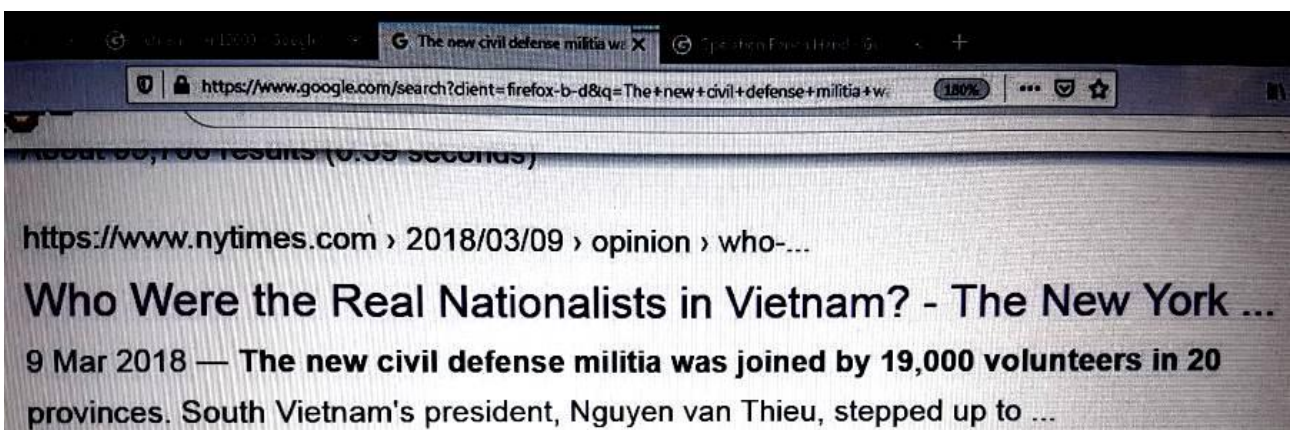 The new civil defense militia wa
https://www.google.com/search?client=firefox-b-d&q=The+new+civil+defense+militia+w
180%
results
seconds)
https://www.nytimes.com › 2018/03/09 › opinion › who-...
Who Were the Real Nationalists in Vietnam? - The New York ...
9 Mar 2018 — The new civil defense militia was joined by 19,000 volunteers in 20
provinces. South Vietnam's president, Nguyen van Thieu, stepped up to ...